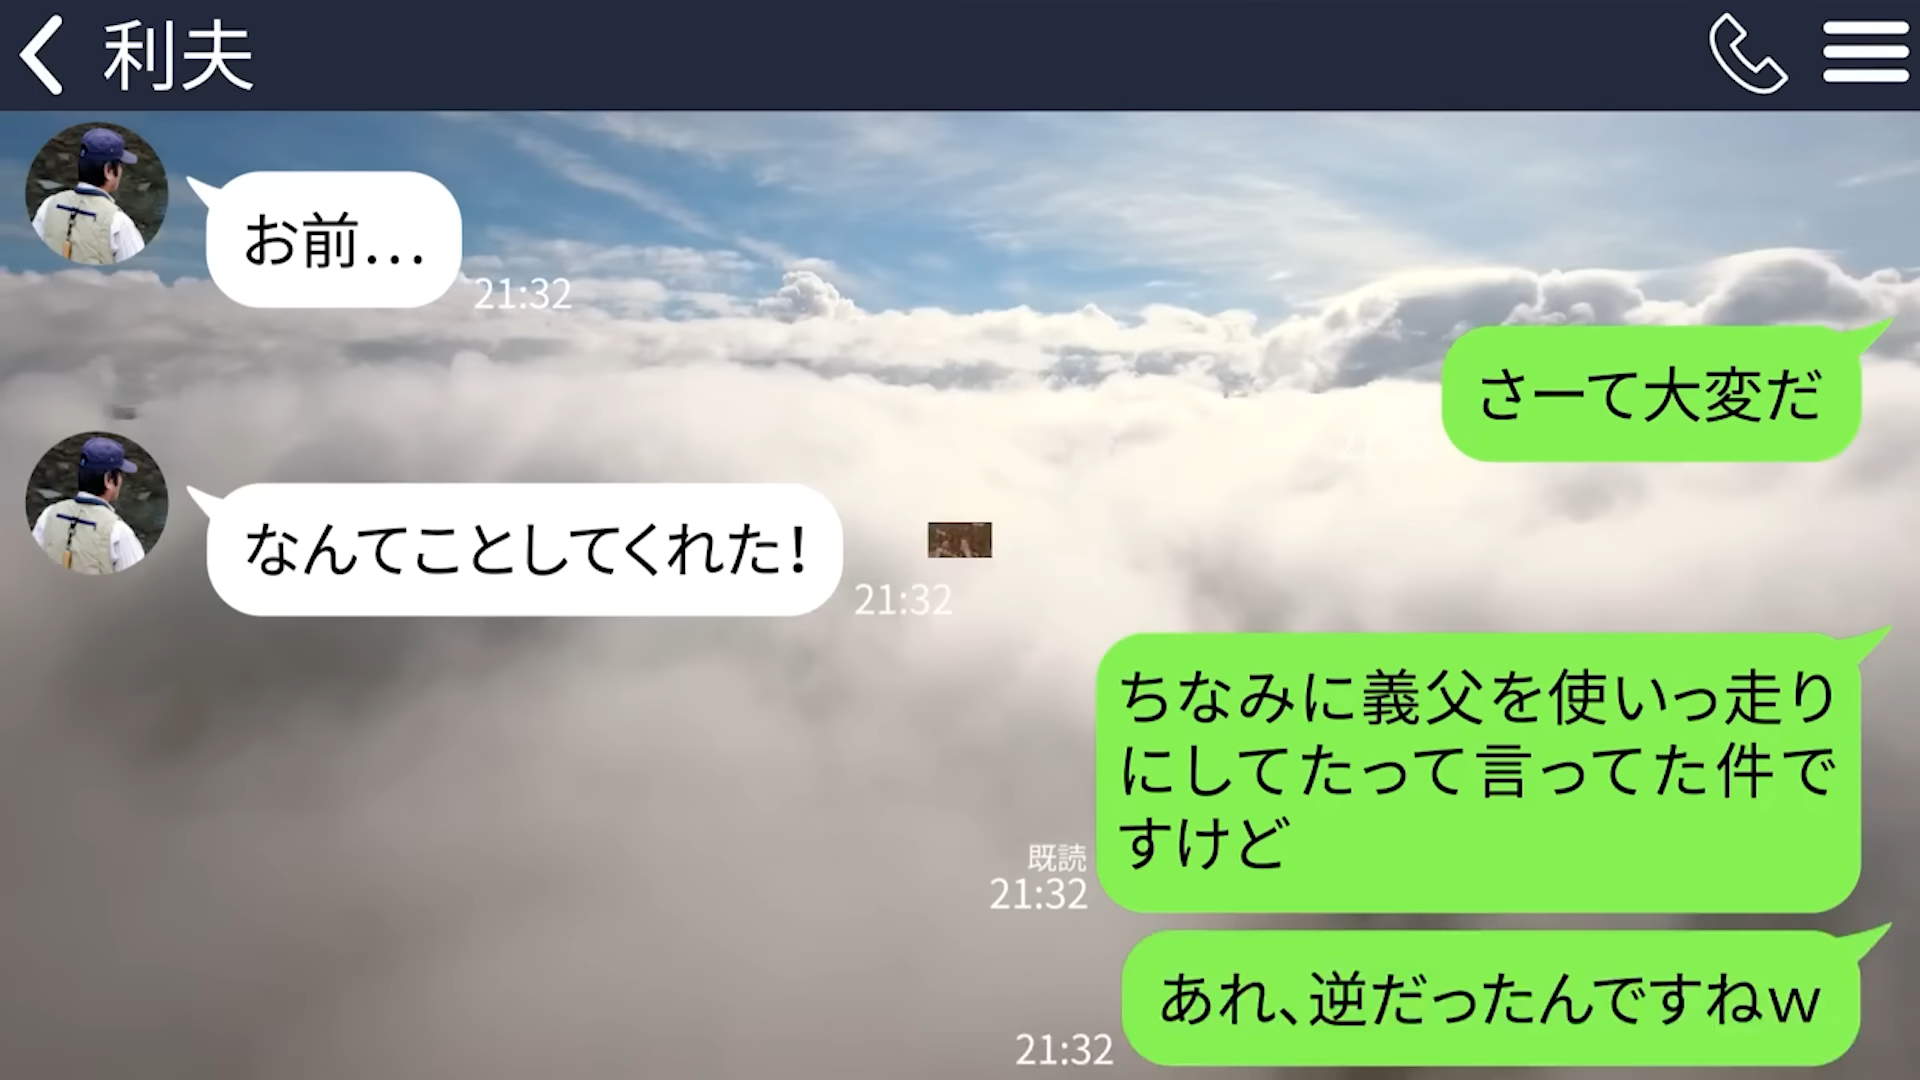 利夫
お前…
21:32
さーて大変だ
なんてことしてくれた！
21:32
ちなみに義父を使いっ走り
にしてたって言ってた件で
すけど
既読
21:32
あれ、逆だったんですねw
21:32